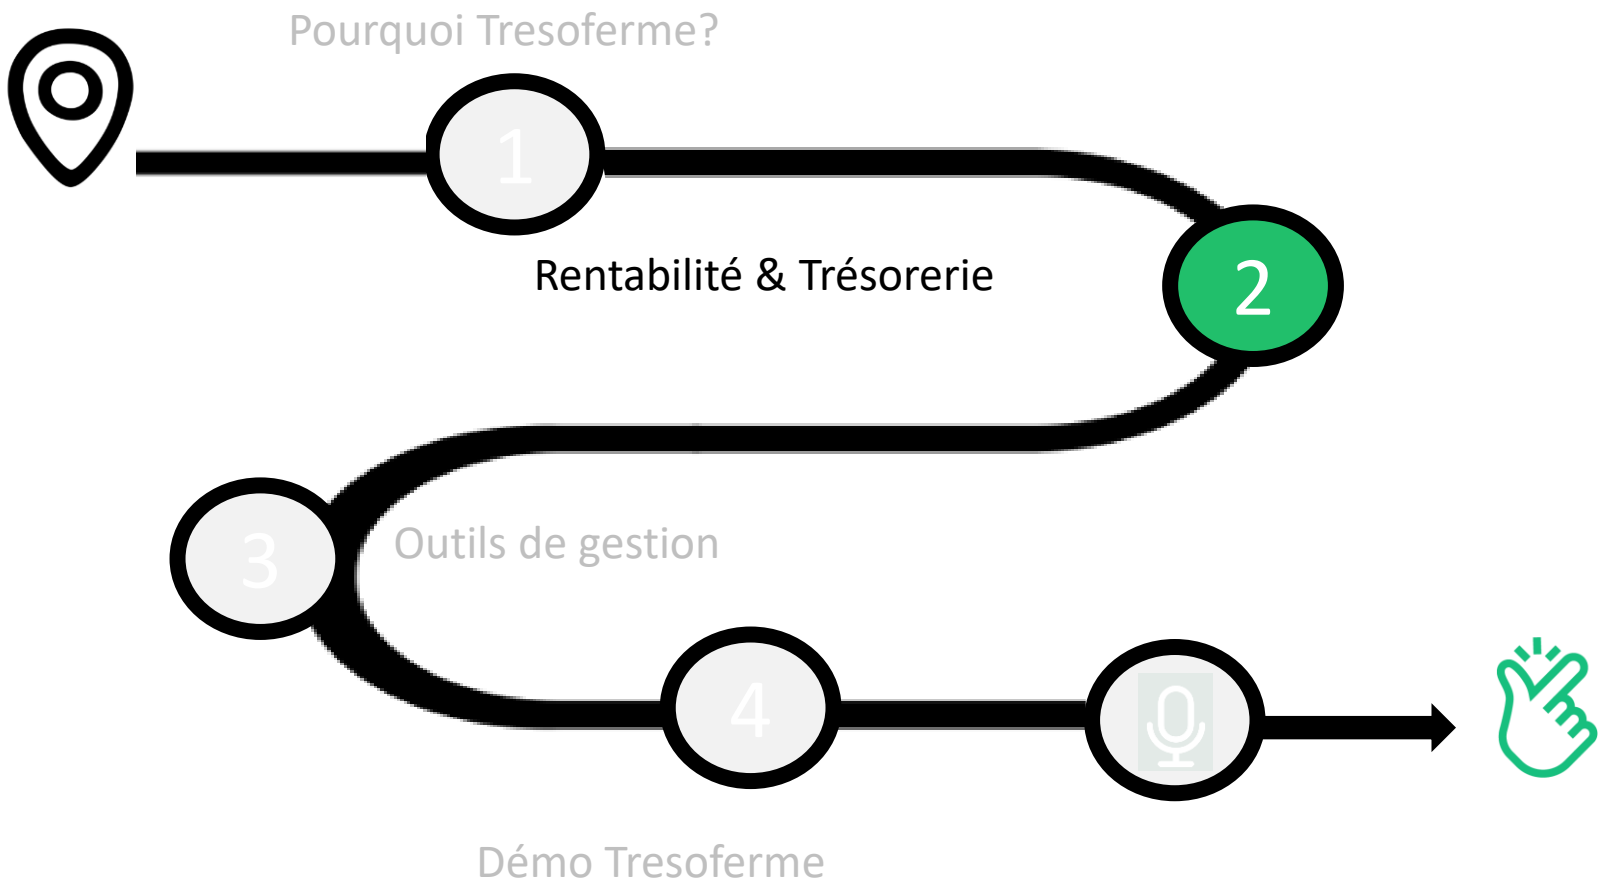 Pourquoi Tresoferme?
1
Rentabilité & Trésorerie
2
3
Outils de gestion
4
Démo Tresoferme